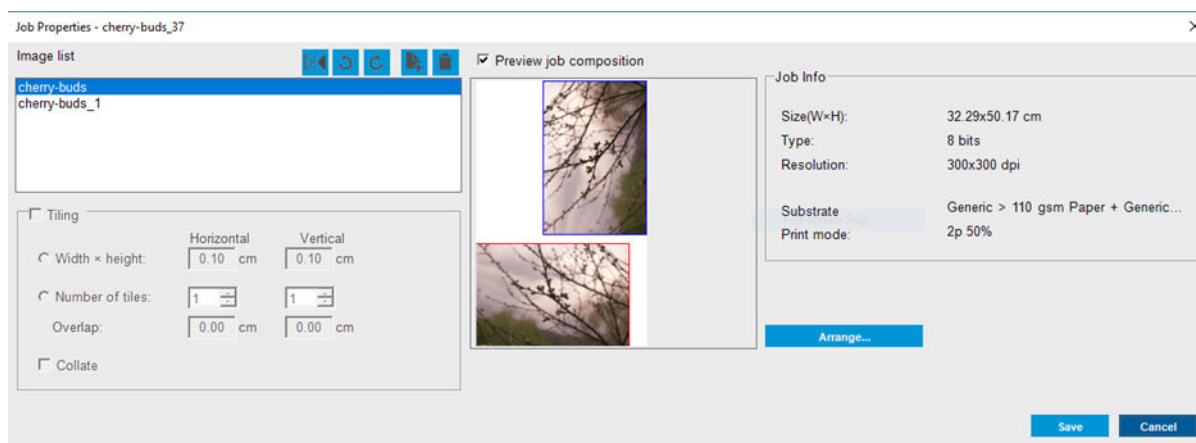 Job Properties - cherry-buds_37
Image list
cherry-buds
cherry-buds_1
Tiling
Horizontal Vertical
Width × height: 0.10 cm 0.10 cm
Number of tiles: 1 1
Overlap: 0.00 cm 0.00 cm
Collate
Preview job composition
Job Info
Size(W×H): 32.29x50.17 cm
Type: 8 bits
Resolution: 300x300 dpi
Substrate Generic > 110 gsm Paper + Generic...
Print mode: 2p 50%
Arrange...
Save Cancel